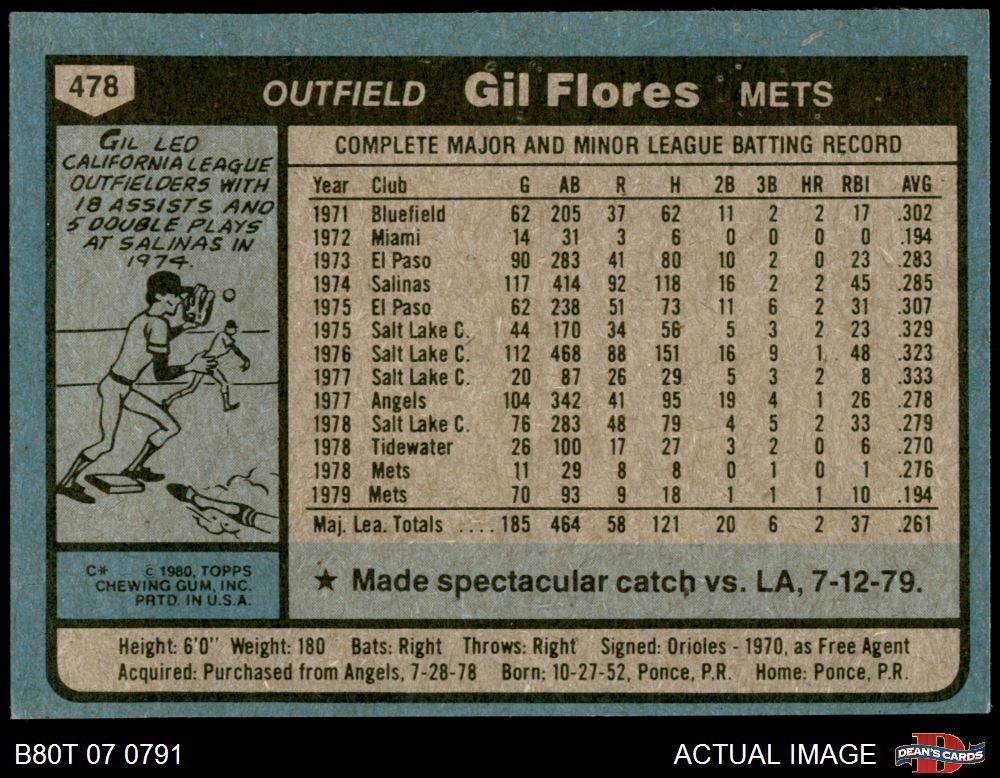 478
OUTFIELD Gil Flores METS
GIL LED
CALIFORNIA LEAGUE
OUTFIELDERS WITH
18 ASSISTS AND
5 DOUBLE PLAYS
AT SALINAS IN
1974.
COMPLETE MAJOR AND MINOR LEAGUE BATTING RECORD
Year Club G AB R H 2B 3B HR RBI AVG
1971 Bluefield 62 205 37 62 11 2 2 17 .302
1972 Miami 14 31 3 6 0 0 0 0 .194
1973 El Paso 90 283 41 80 10 2 0 23 .283
1974 Salinas 117 414 92 118 16 2 2 45 .285
1975 El Paso 62 238 51 73 11 6 2 31 .307
1975 Salt Lake C. 44 170 34 56 5 3 2 23 .329
1976 Salt Lake C. 112 468 88 151 16 9 1 48 .323
1977 Salt Lake C. 20 87 26 29 5 3 2 8 .333
1977 Angels 104 342 41 95 19 4 1 26 .278
1978 Salt Lake C. 76 283 48 79 4 5 2 33 .279
1978 Tidewater 26 100 17 27 3 2 0 6 .270
1978 Mets 11 29 8 8 0 1 0 1 .276
1979 Mets 70 93 9 18 1 1 1 10 .194
Maj. Lea. Totals ....185 464 58 121 20 6 2 37 .261
C* © 1980, TOPPS
CHEWING GUM, INC.
PRTD. IN U.S.A.
★ Made spectacular catch vs. LA, 7-12-79.
Height: 6'0" Weight: 180 Bats: Right Throws: Right Signed: Orioles - 1970, as Free Agent
Acquired: Purchased from Angels, 7-28-78 Born: 10-27-52, Ponce, P.R. Home: Ponce, P.R.
B80T 07 0791
ACTUAL IMAGE
DEAN'S CARDS